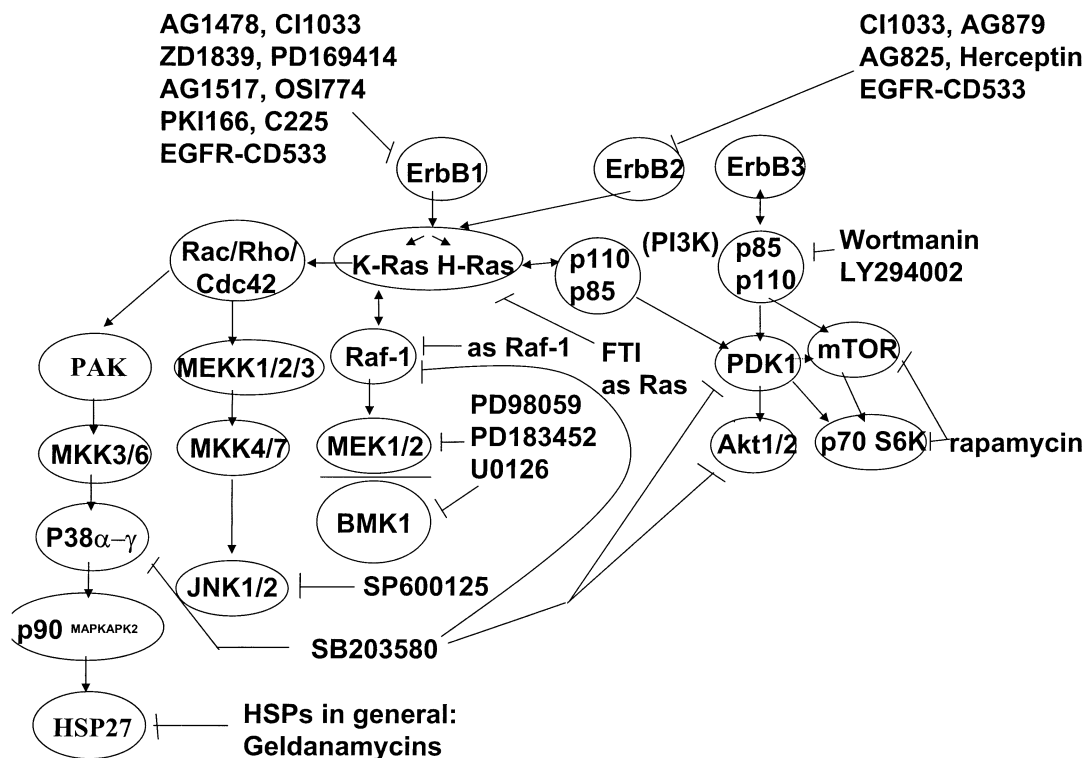 AG1478, CI1033
ZD1839, PD169414
AG1517, OSI774
PKI166, C225
EGFR-CD533
CI1033, AG879
AG825, Herceptin
EGFR-CD533
ErbB1
ErbB2
ErbB3
Rac/Rho/
Cdc42
K-Ras H-Ras
p110
p85
(PI3K)
p85
p110
Wortmanin
LY294002
PAK
MEKK1/2/3
Raf-1
as Raf-1
FTI
as Ras
PDK1
mTOR
MKK3/6
MKK4/7
MEK1/2
PD98059
PD183452
U0126
Akt1/2
p70 S6K
rapamycin
BMK1
P38α–γ
JNK1/2
SP600125
p90 MAPKAPK2
SB203580
HSP27
HSPs in general:
Geldanamycins